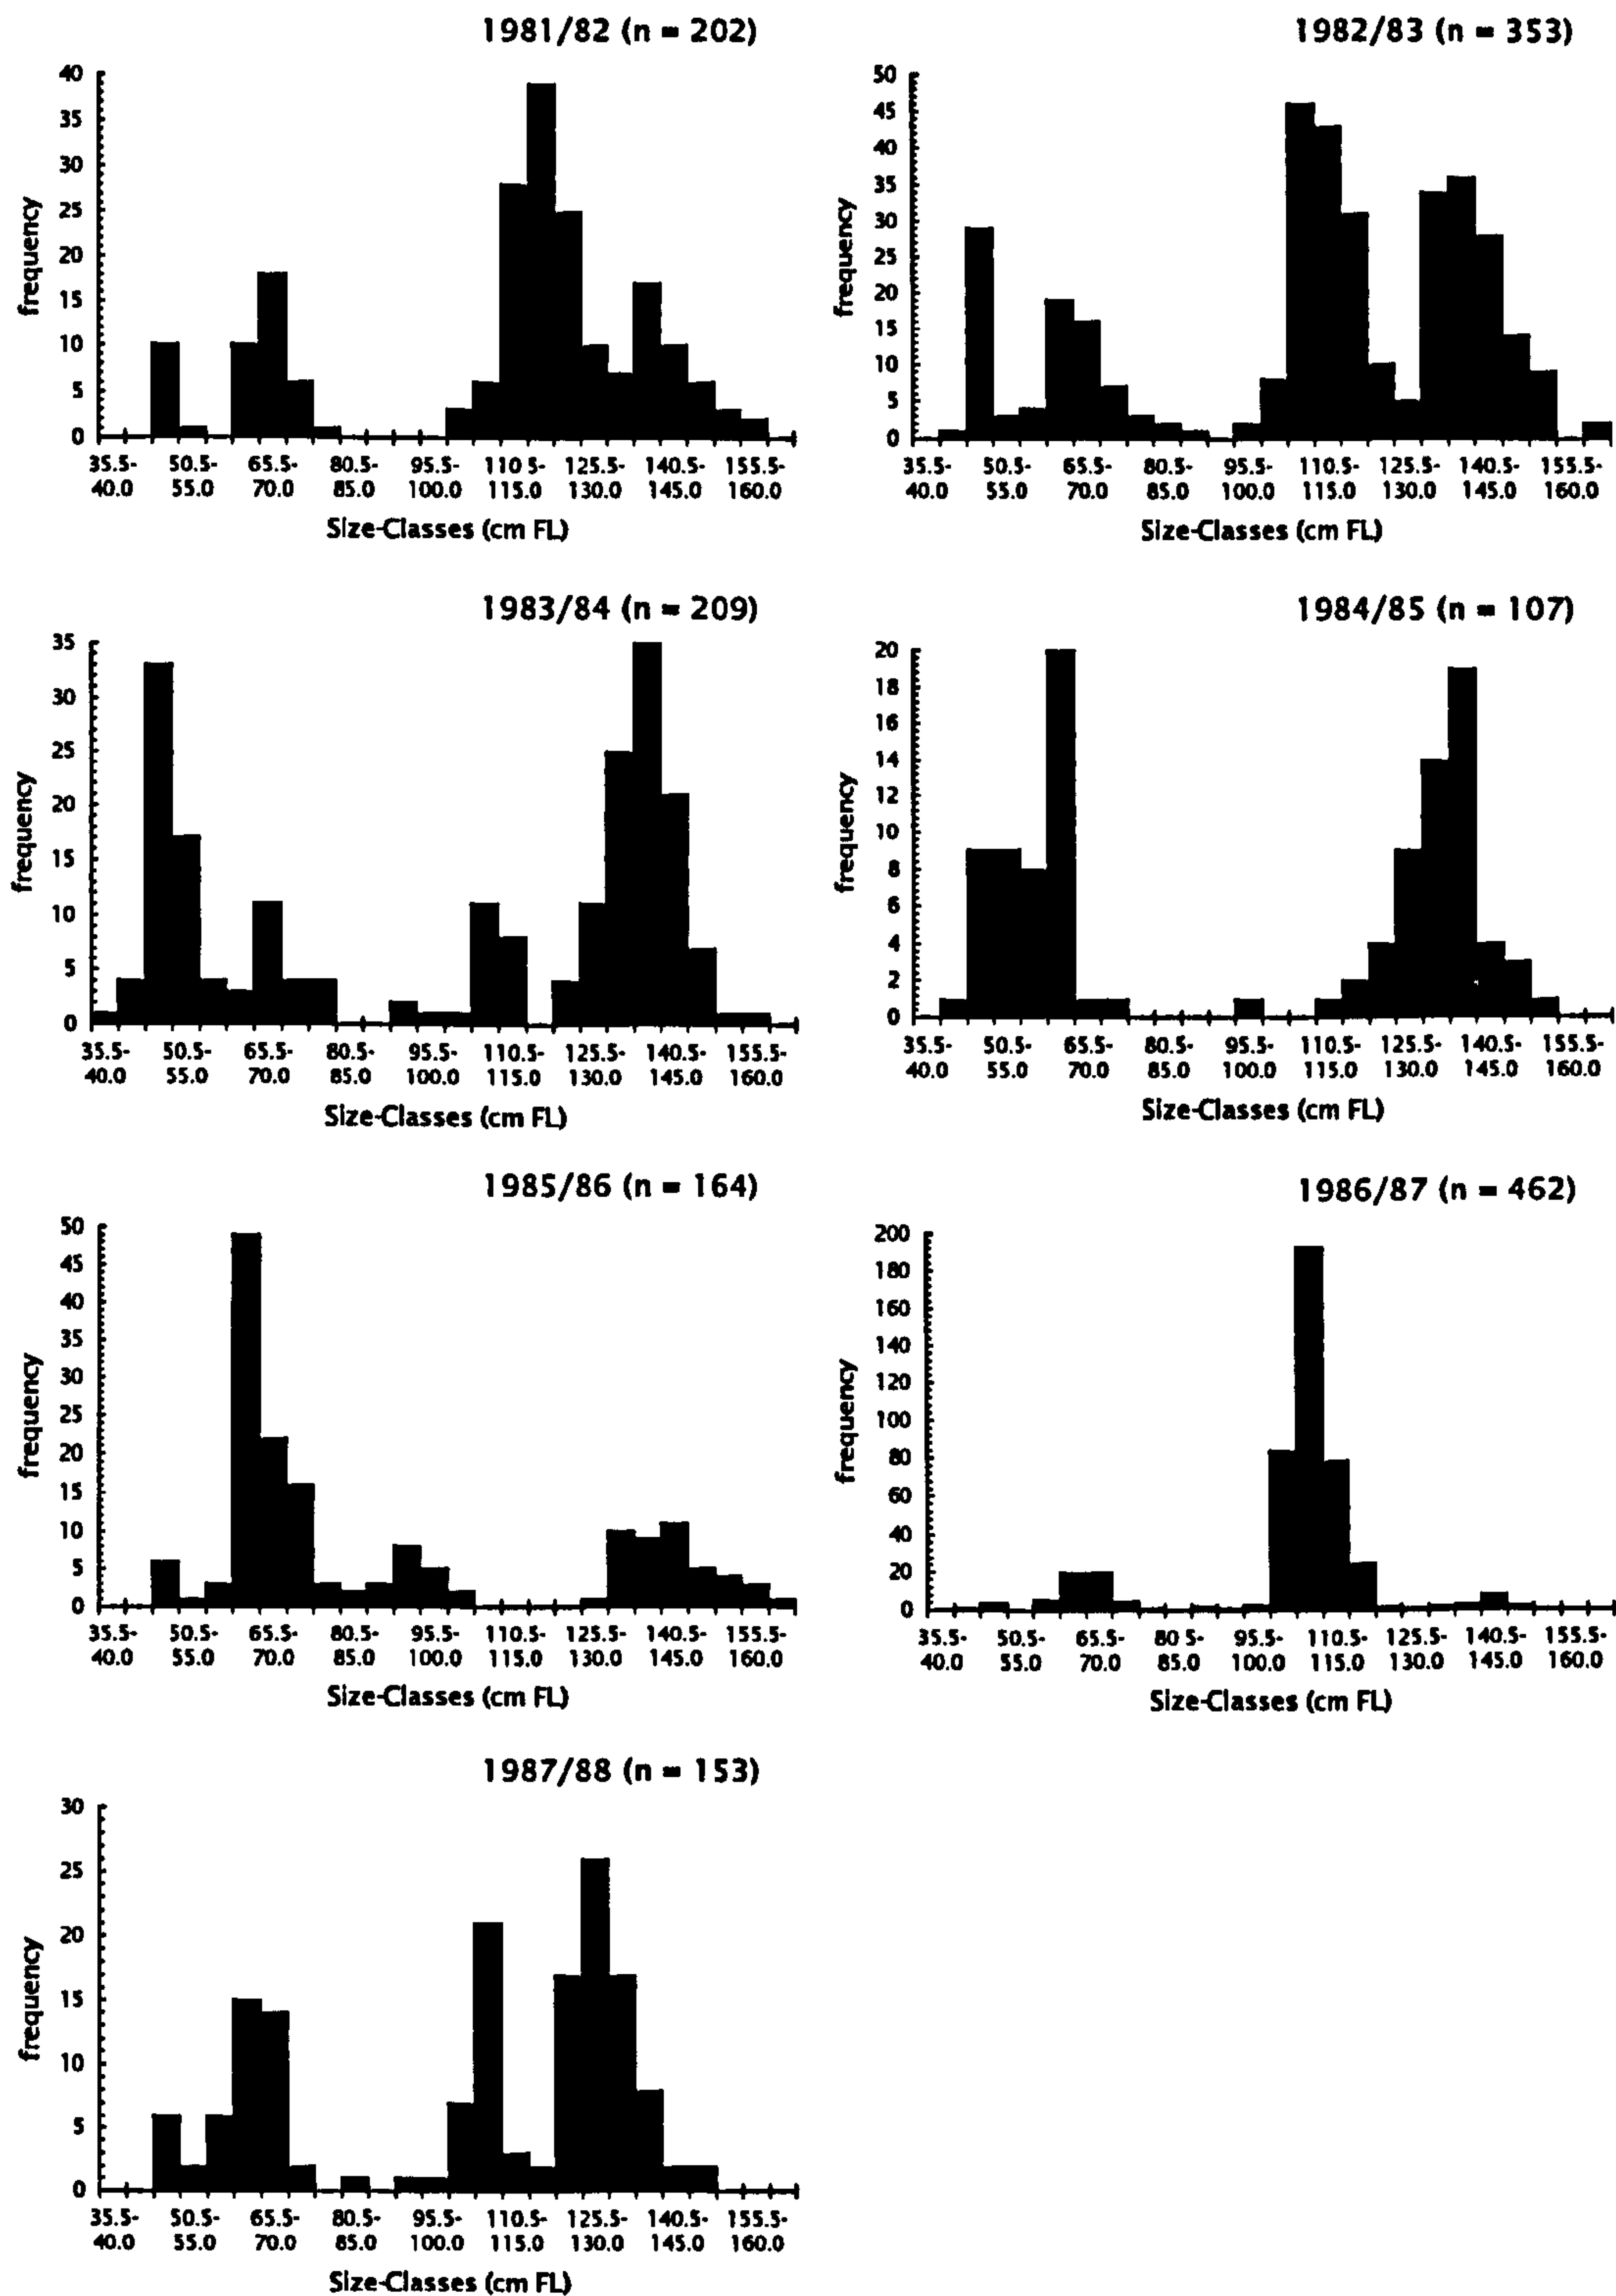 1981/82 (n = 202)
40
35
30
25
20
15
10
5
0
frequency
35.5- 50.5- 65.5- 80.5- 95.5- 110 5- 125.5- 140.5- 155.5-
40.0 55.0 70.0 85.0 100.0 115.0 130.0 145.0 160.0
Size-Classes (cm FL)
1982/83 (n = 353)
50
45
40
35
30
25
20
15
10
5
0
frequency
35.5- 50.5- 65.5- 80.5- 95.5- 110.5- 125.5- 140.5- 155.5-
40.0 55.0 70.0 85.0 100.0 115.0 130.0 145.0 160.0
Size-Classes (cm FL)
1983/84 (n = 209)
35
30
25
20
15
10
5
0
frequency
35.5- 50.5- 65.5- 80.5- 95.5- 110.5- 125.5- 140.5- 155.5-
40.0 55.0 70.0 85.0 100.0 115.0 130.0 145.0 160.0
Size-Classes (cm FL)
1984/85 (n = 107)
20
18
16
14
12
10
8
6
4
2
0
frequency
35.5- 50.5- 65.5- 80.5- 95.5- 110.5- 125.5- 140.5- 155.5-
40.0 55.0 70.0 85.0 100.0 115.0 130.0 145.0 160.0
Size-Classes (cm FL)
1985/86 (n = 164)
50
45
40
35
30
25
20
15
10
5
0
frequency
35.5- 50.5- 65.5- 80.5- 95.5- 110.5- 125.5- 140.5- 155.5-
40.0 55.0 70.0 85.0 100.0 115.0 130.0 145.0 160.0
Size-Classes (cm FL)
1986/87 (n = 462)
200
180
160
140
120
100
80
60
40
20
0
frequency
35.5- 50.5- 65.5- 80 5- 95.5- 110.5- 125.5- 140.5- 155.5-
40.0 55.0 70.0 85.0 100.0 115.0 130.0 145.0 160.0
Size-Classes (cm FL)
1987/88 (n = 153)
30
25
20
15
10
5
0
frequency
35.5- 50.5- 65.5- 80.5- 95.5- 110.5- 125.5- 140.5- 155.5-
40.0 55.0 70.0 85.0 100.0 115.0 130.0 145.0 160.0
Size-Classes (cm FL)